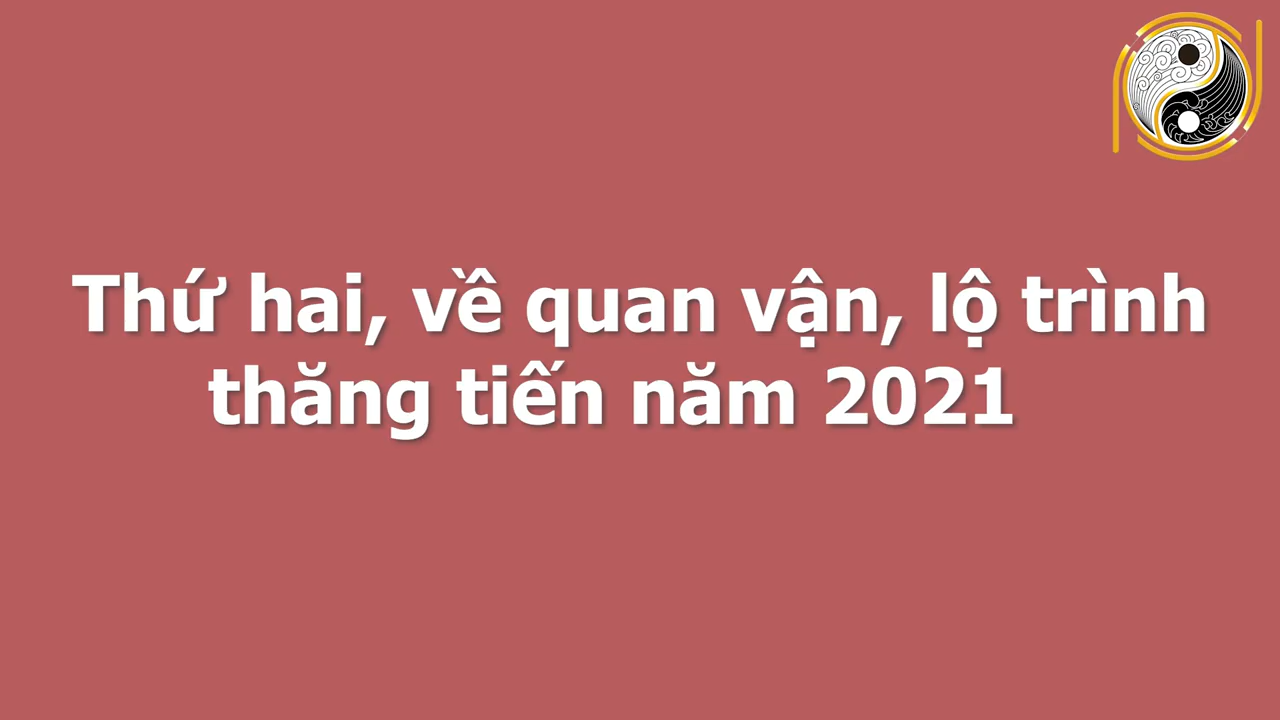 Thứ hai, về quan vận, lộ trình
thăng tiến năm 2021